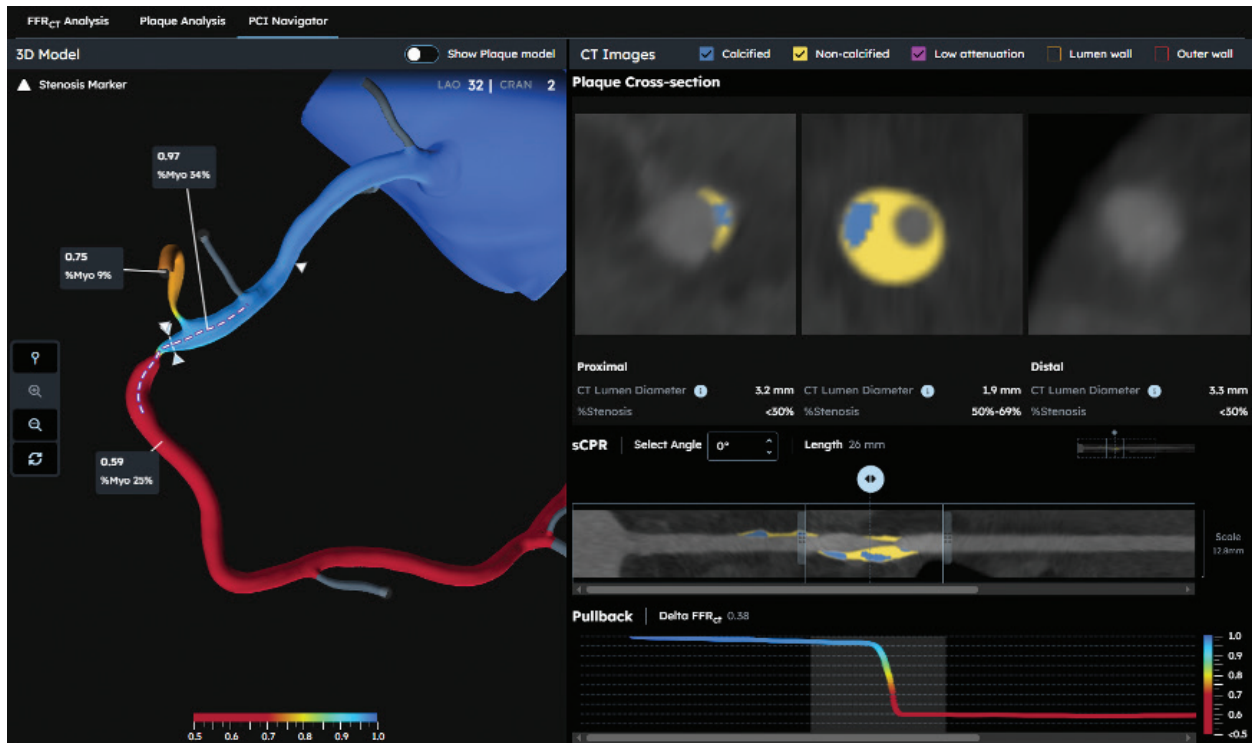 FFRCT Analysis Plaque Analysis PCI Navigator
3D Model Show Plaque model
Stenosis Marker LAO 32 | CRAN 2
0.97
%Myo 34%
0.75
%Myo 9%
0.59
%Myo 25%
0.5 0.6 0.7 0.8 0.9 1.0
CT Images Calcified Non-calcified Low attenuation Lumen wall Outer wall
Plaque Cross-section
Proximal Distal
CT Lumen Diameter 3.2 mm CT Lumen Diameter 1.9 mm CT Lumen Diameter 3.3 mm
%Stenosis <30% %Stenosis 50%-69% %Stenosis <30%
sCPR Select Angle 0° Length 26 mm
Scale
12.8mm
Pullback Delta FFRct 0.38
1.0
0.9
0.8
0.7
0.6
<0.5